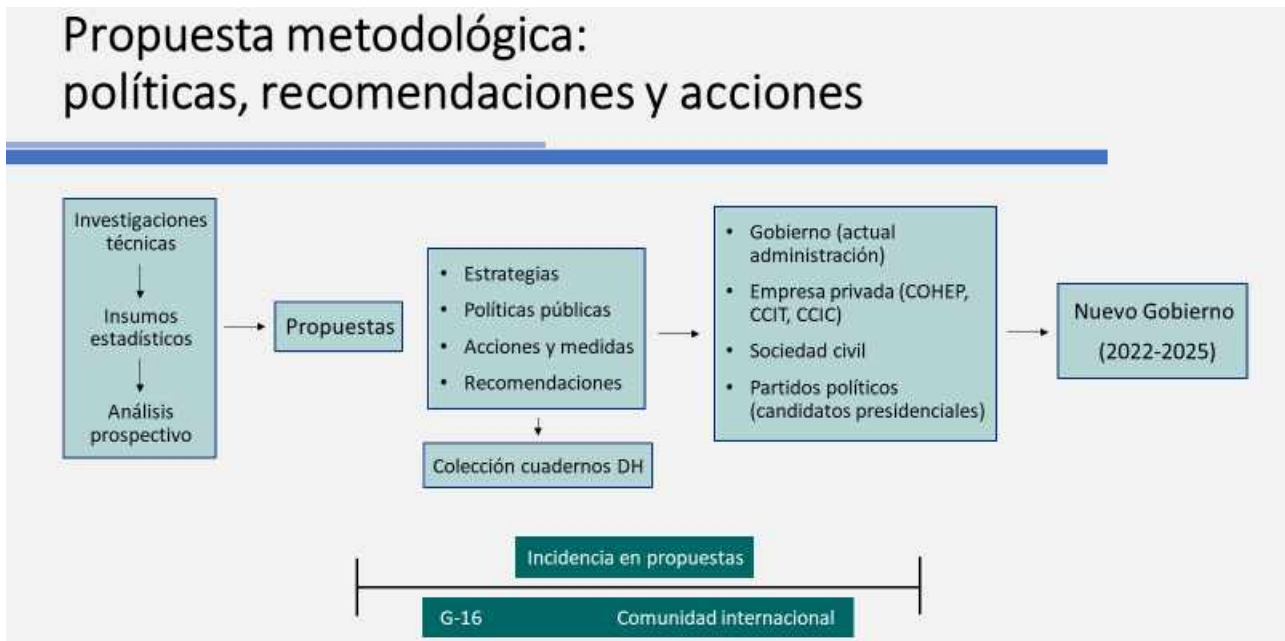 Propuesta metodológica:
políticas, recomendaciones y acciones
Investigaciones
técnicas
Insumos
estadísticos
Análisis
prospectivo
Propuestas
• Estrategias
• Políticas públicas
• Acciones y medidas
• Recomendaciones
Colección cuadernos DH
• Gobierno (actual
administración)
• Empresa privada (COHEP,
CCIT, CCIC)
• Sociedad civil
• Partidos políticos
(candidatos presidenciales)
Nuevo Gobierno
(2022-2025)
Incidencia en propuestas
G-16 Comunidad internacional